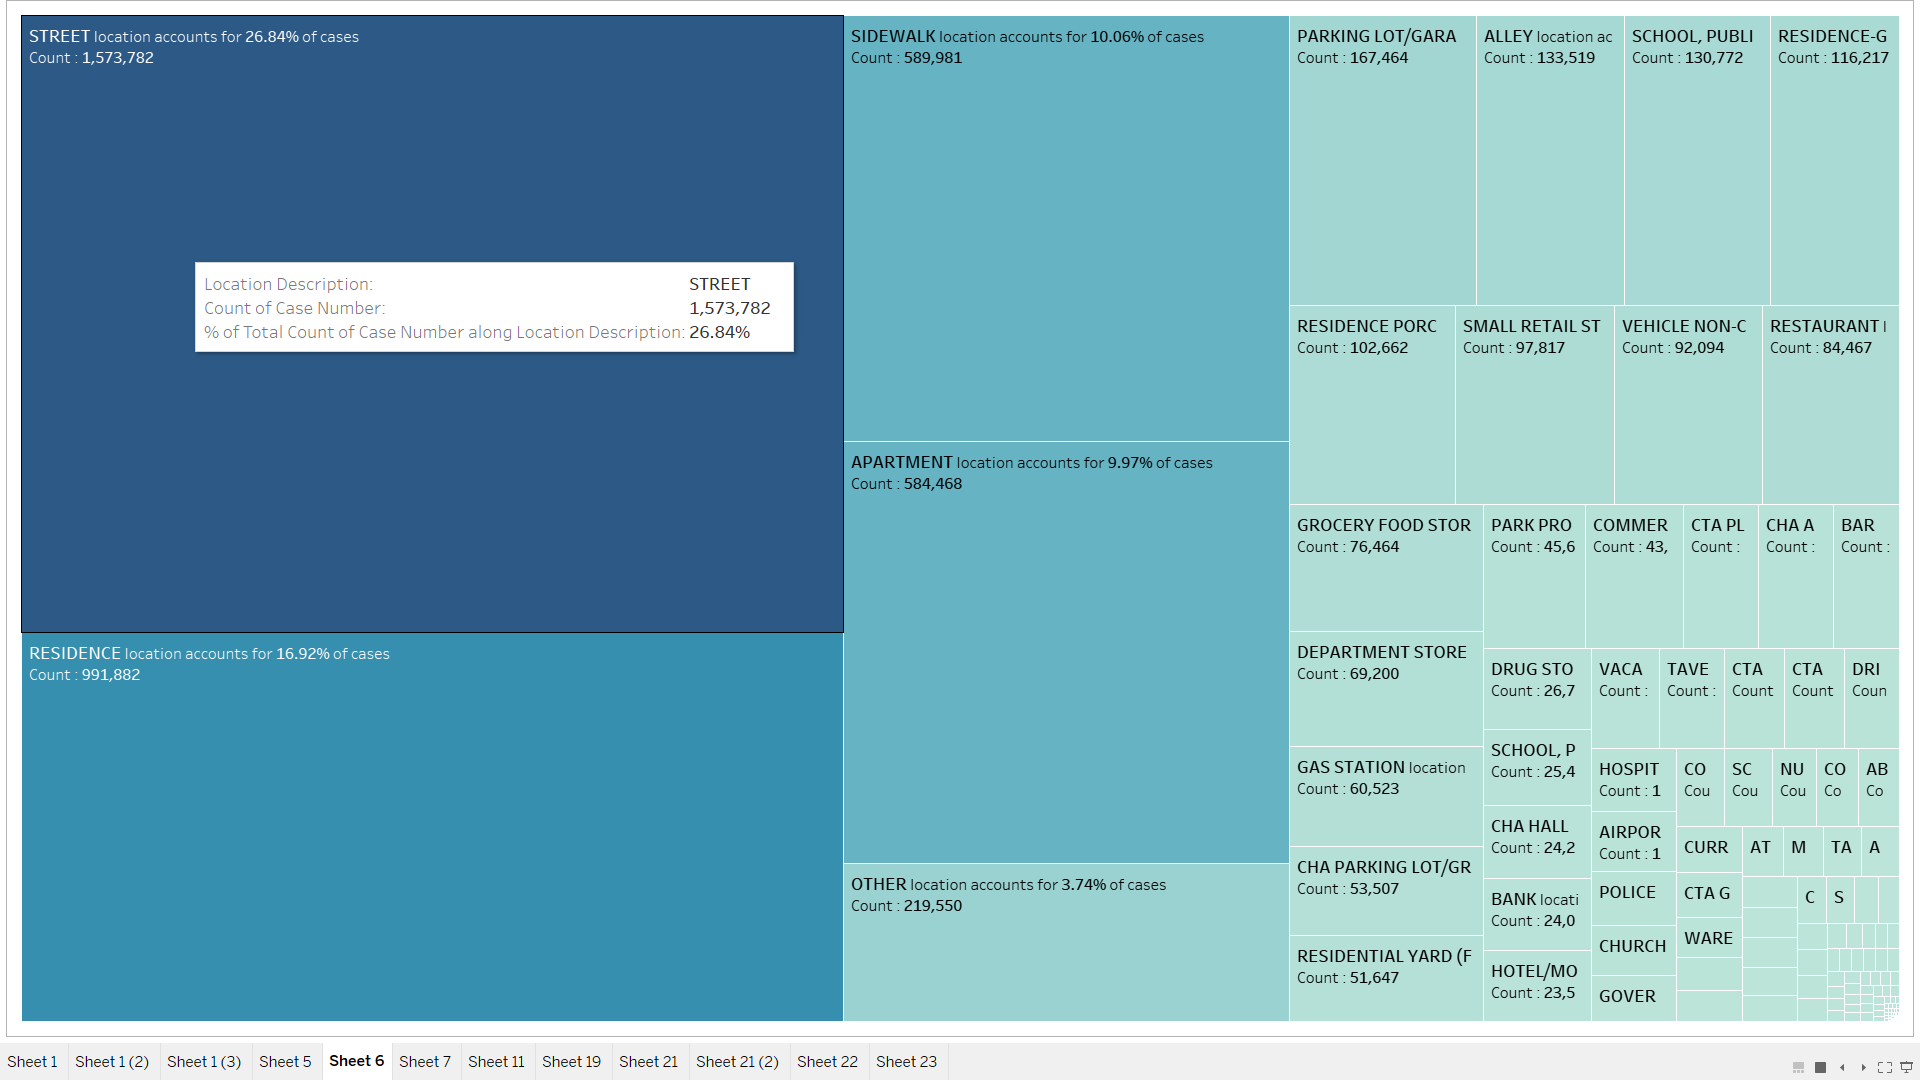 STREET location accounts for 26.84% of cases
Count : 1,573,782
Location Description: STREET
Count of Case Number: 1,573,782
% of Total Count of Case Number along Location Description: 26.84%
RESIDENCE location accounts for 16.92% of cases
Count : 991,882
SIDEWALK location accounts for 10.06% of cases
Count : 589,981
APARTMENT location accounts for 9.97% of cases
Count : 584,468
OTHER location accounts for 3.74% of cases
Count : 219,550
PARKING LOT/GARA
Count : 167,464
ALLEY location ac
Count : 133,519
SCHOOL, PUBLI
Count : 130,772
RESIDENCE-G
Count : 116,217
RESIDENCE PORC
Count : 102,662
SMALL RETAIL ST
Count : 97,817
VEHICLE NON-C
Count : 92,094
RESTAURANT l
Count : 84,467
GROCERY FOOD STOR
Count : 76,464
DEPARTMENT STORE
Count : 69,200
GAS STATION location
Count : 60,523
CHA PARKING LOT/GR
Count : 53,507
RESIDENTIAL YARD (F
Count : 51,647
PARK PRO
Count : 45,6
COMMER
Count : 43,
CTA PL
Count :
CHA A
Count :
BAR
Count :
DRUG STO
Count : 26,7
SCHOOL, P
Count : 25,4
CHA HALL
Count : 24,2
BANK locati
Count : 24,0
HOTEL/MO
Count : 23,5
VACA
Count :
TAVE
Count :
CTA
Count
CTA
Count
DRI
Coun
HOSPIT
Count : 1
AIRPOR
Count : 1
POLICE
CHURCH
GOVER
CO
Cou
SC
Cou
NU
Cou
CO
Co
AB
Co
CURR
AT
M
TA
A
CTA G
WARE
C
S
Sheet 1
Sheet 1 (2)
Sheet 1 (3)
Sheet 5
Sheet 6
Sheet 7
Sheet 11
Sheet 19
Sheet 21
Sheet 21 (2)
Sheet 22
Sheet 23